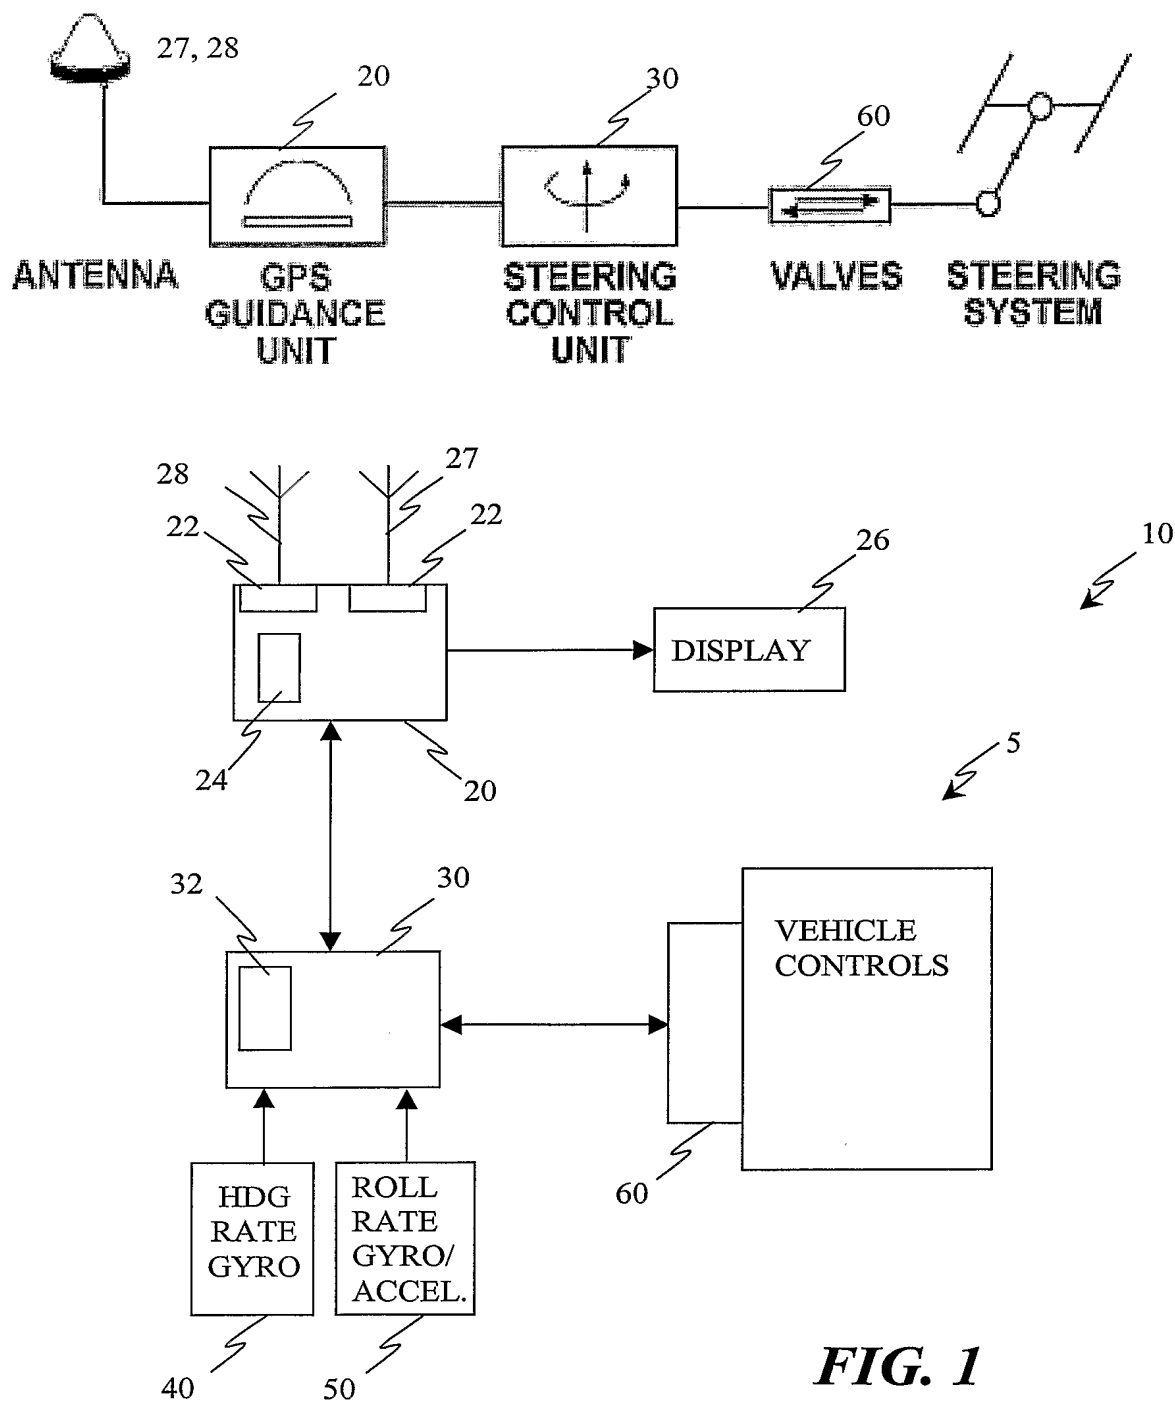 27, 28
20
30
60
ANTENNA
GPS
GUIDANCE
UNIT
STEERING
CONTROL
UNIT
VALVES
STEERING
SYSTEM
28
27
22
22
26
10
DISPLAY
24
20
5
32
30
VEHICLE
CONTROLS
60
HDG
RATE
GYRO
ROLL
RATE
GYRO/
ACCEL.
40
50
FIG. 1